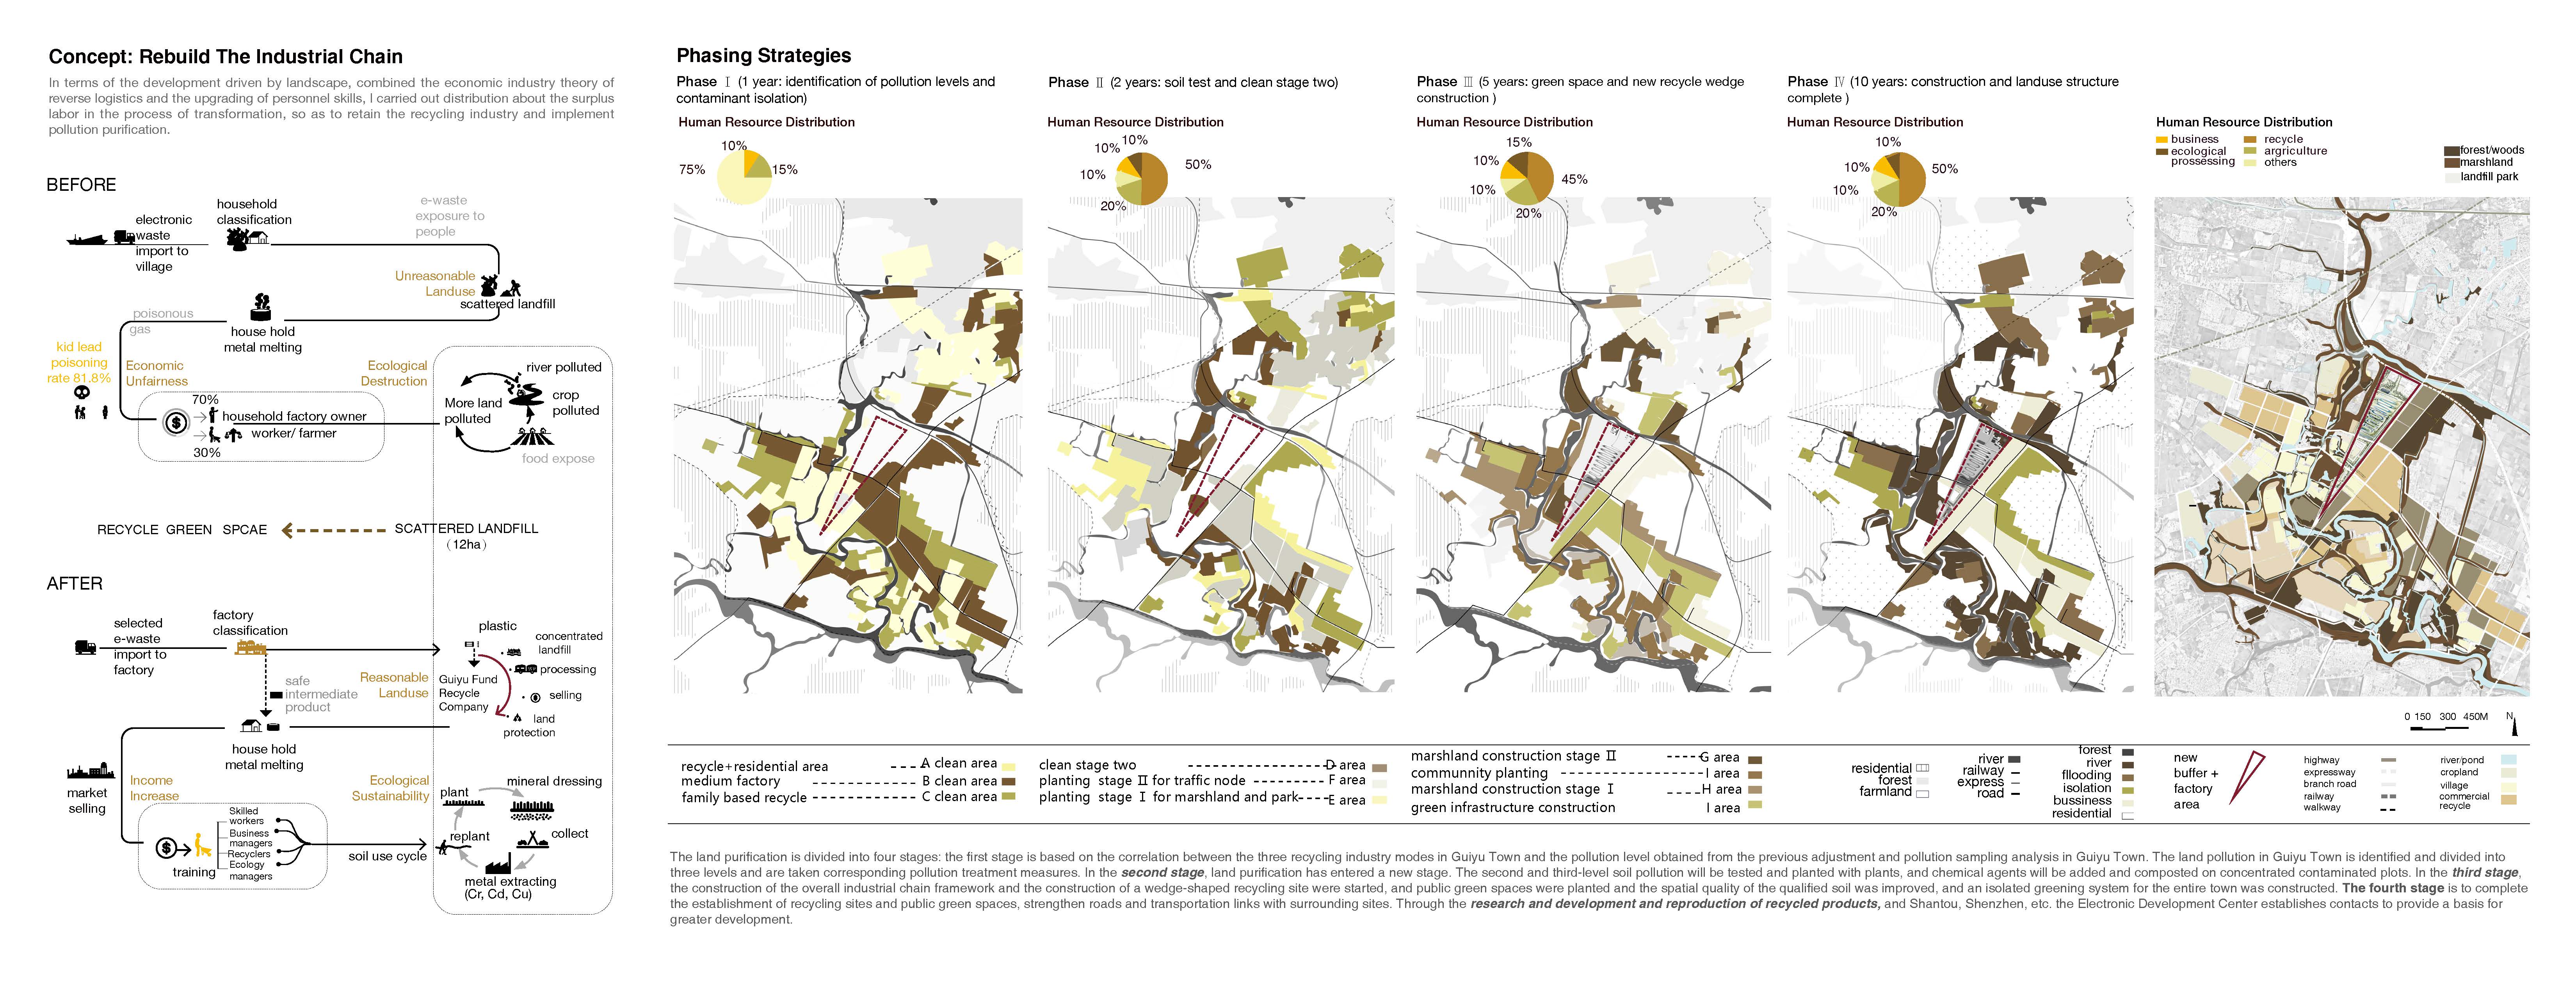 Concept: Rebuild The Industrial Chain
In terms of the development driven by landscape, combined the economic industry theory of
reverse logistics and the upgrading of personnel skills, I carried out distribution about the surplus
labor in the process of transformation, so as to retain the recycling industry and implement
pollution purification.
BEFORE
electronic
waste
import to
village
household
classification
e-waste
exposure to
people
Unreasonable
Landuse
scattered landfill
poisonous
gas
house hold
metal melting
kid lead
poisoning
rate 81.8%
Economic
Unfairness
Ecological
Destruction
70%
household factory owner
worker/ farmer
30%
river polluted
crop
polluted
More land
polluted
food expose
RECYCLE GREEN SPCAE
SCATTERED LANDFILL
(12ha)
AFTER
selected
e-waste
import to
factory
factory
classification
safe
intermediate
product
Reasonable
Landuse
plastic
concentrated
landfill
processing
selling
land
protection
Guiyu Fund
Recycle
Company
house hold
metal melting
market
selling
Income
Increase
Ecological
Sustainability
training
Skilled
workers
Business
managers
Recyclers
Ecology
managers
soil use cycle
plant
mineral dressing
replant
collect
metal extracting
(Cr, Cd, Cu)
Phasing Strategies
Phase Ⅰ (1 year: identification of pollution levels and
contaminant isolation)
Human Resource Distribution
10%
75%
15%
Phase Ⅱ (2 years: soil test and clean stage two)
Human Resource Distribution
10%
10%
50%
10%
20%
Phase Ⅲ (5 years: green space and new recycle wedge
construction )
Human Resource Distribution
15%
10%
45%
10%
20%
Phase Ⅳ (10 years: construction and landuse structure
complete )
Human Resource Distribution
10%
10%
50%
10%
20%
Human Resource Distribution
business
ecological
prossessing
recycle
argriculture
others
forest/woods
marshland
landfill park
0 150 300 450M
N
recycle+residential area A clean area
medium factory B clean area
family based recycle C clean area
clean stage two D area
planting stage Ⅱ for traffic node F area
planting stage Ⅰ for marshland and park E area
marshland construction stage Ⅱ G area
communnity planting I area
marshland construction stage Ⅰ H area
green infrastructure construction I area
residential
forest
farmland
river
railway
express
road
forest
river
fllooding
isolation
bussiness
residential
new
buffer +
factory
area
highway
expressway
branch road
railway
walkway
river/pond
cropland
village
commercial
recycle
The land purification is divided into four stages: the first stage is based on the correlation between the three recycling industry modes in Guiyu Town and the pollution level obtained from the previous adjustment and pollution sampling analysis in Guiyu Town. The land pollution in Guiyu Town is identified and divided into
three levels and are taken corresponding pollution treatment measures. In the second stage, land purification has entered a new stage. The second and third-level soil pollution will be tested and planted with plants, and chemical agents will be added and composted on concentrated contaminated plots. In the third stage,
the construction of the overall industrial chain framework and the construction of a wedge-shaped recycling site were started, and public green spaces were planted and the spatial quality of the qualified soil was improved, and an isolated greening system for the entire town was constructed. The fourth stage is to complete
the establishment of recycling sites and public green spaces, strengthen roads and transportation links with surrounding sites. Through the research and development and reproduction of recycled products, and Shantou, Shenzhen, etc. the Electronic Development Center establishes contacts to provide a basis for
greater development.